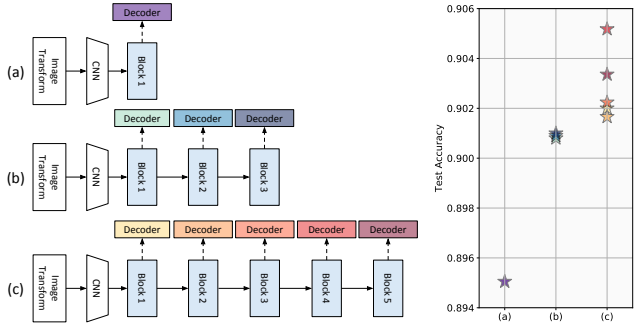 Decoder
(a)
Image
Transform
CNN
Block 1
Decoder
Decoder
Decoder
(b)
Image
Transform
CNN
Block 1
Block 2
Block 3
Decoder
Decoder
Decoder
Decoder
Decoder
(c)
Image
Transform
CNN
Block 1
Block 2
Block 3
Block 4
Block 5
Test Accuracy
0.906
0.904
0.902
0.900
0.898
0.896
0.894
(a)
(b)
(c)